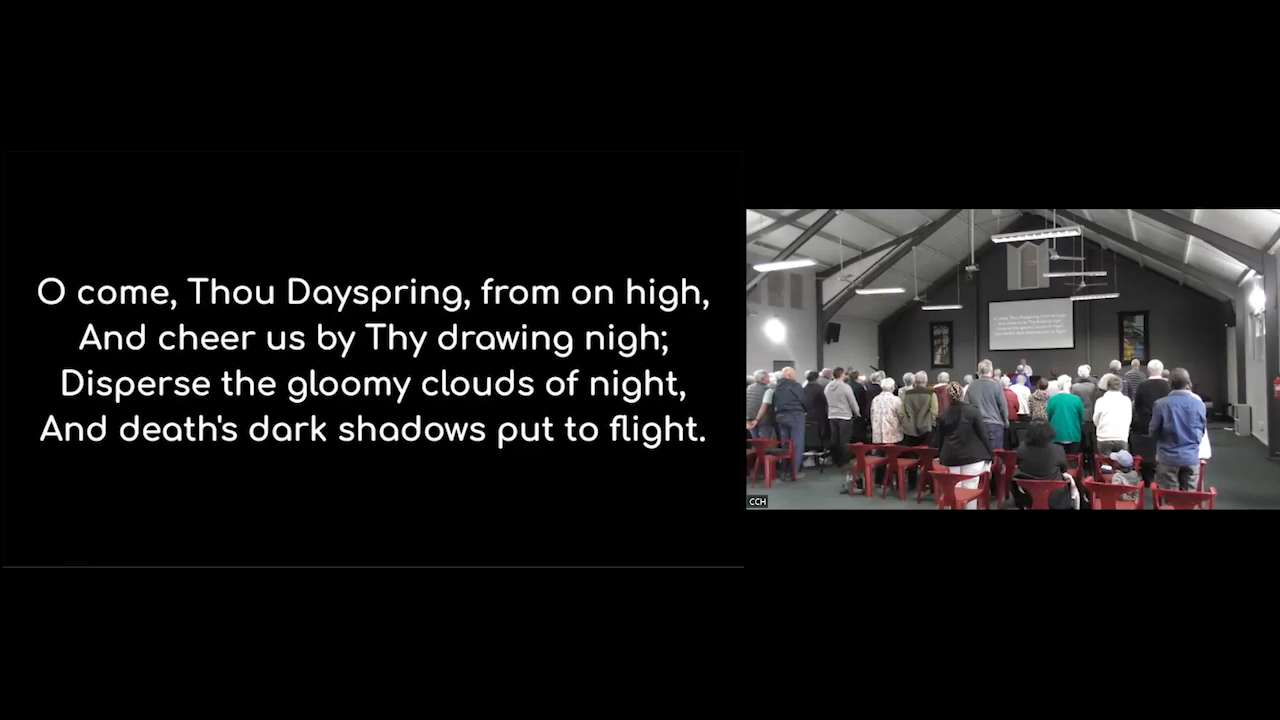 O come, Thou Dayspring, from on high,
And cheer us by Thy drawing nigh;
Disperse the gloomy clouds of night,
And death's dark shadows put to flight.
CCH